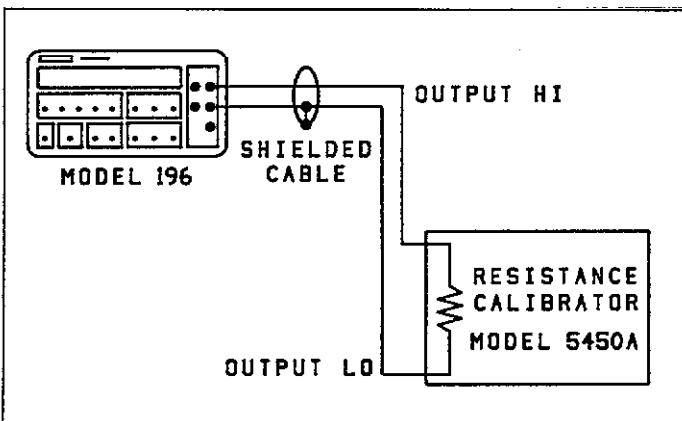 OUTPUT HI
SHIELDED
CABLE
MODEL 196
RESISTANCE
CALIBRATOR
MODEL 5450A
OUTPUT LO